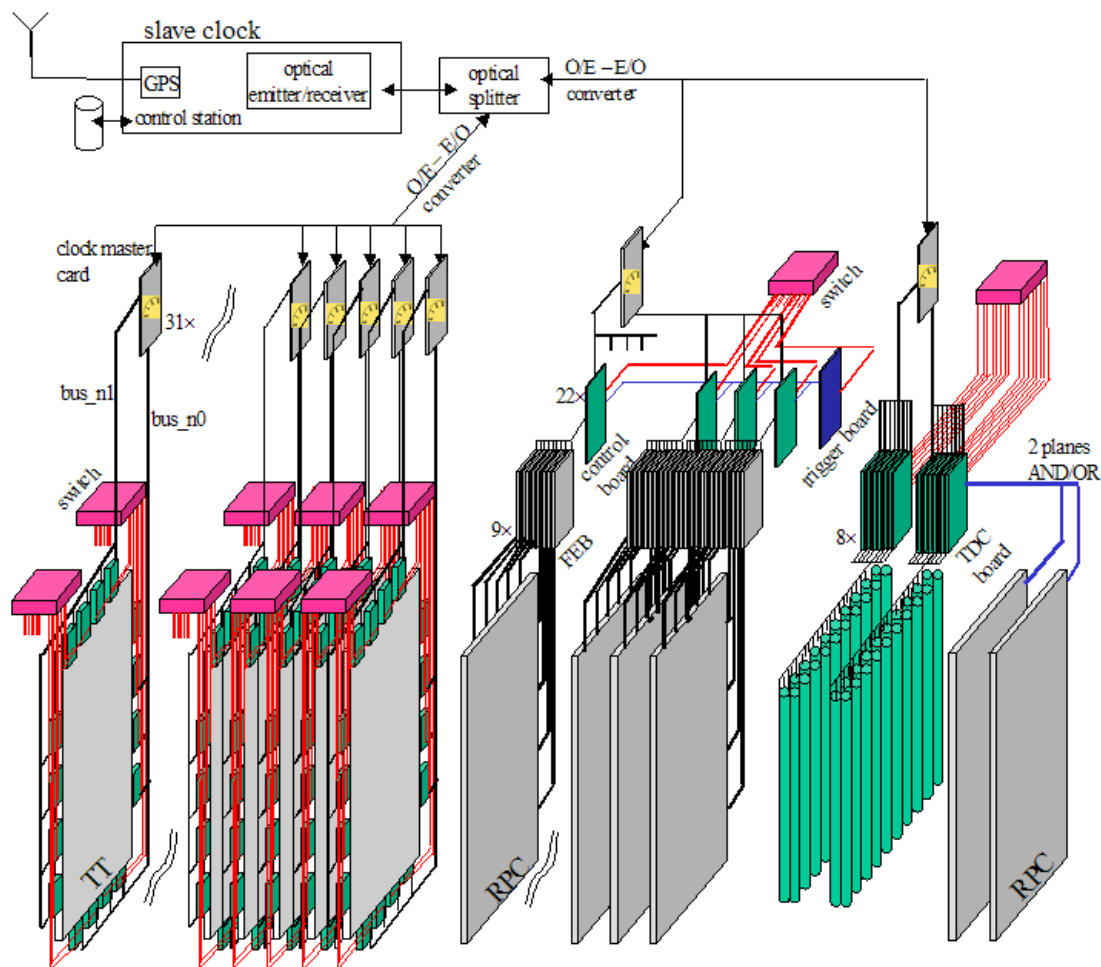 slave clock
GPS
optical
emitter/receiver
control station
optical
splitter
O/E – E/O
converter
O/E – E/O
converter
clock master
card
31×
bus_n1
bus_n0
switch
switch
22×
control
board
trigger board
9×
FEB
8×
TDC
board
2 planes
AND/OR
TT
RPC
RPC